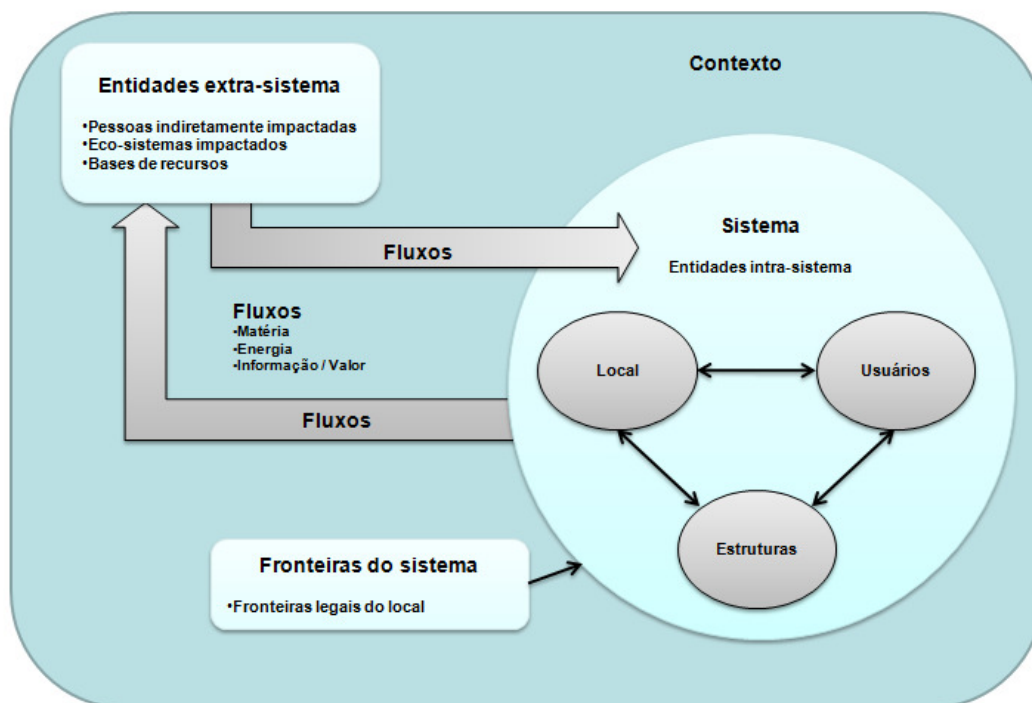 Contexto
Entidades extra-sistema
•Pessoas indiretamente impactadas
•Eco-sistemas impactados
•Bases de recursos
Fluxos
Sistema
Entidades intra-sistema
Fluxos
•Matéria
•Energia
•Informação / Valor
Local
Usuários
Fluxos
Estruturas
Fronteiras do sistema
•Fronteiras legais do local